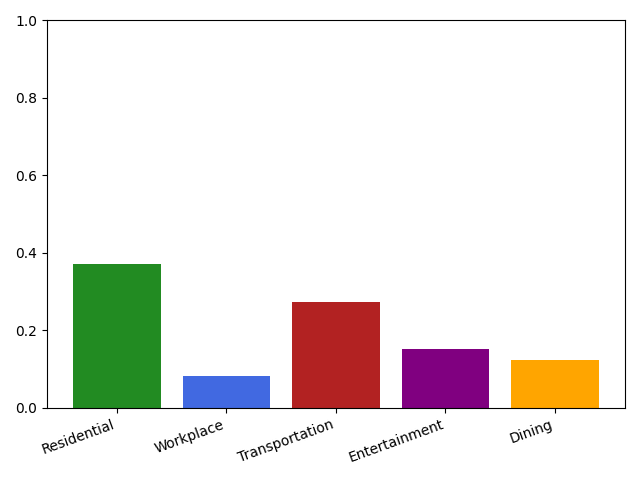 1.0
0.8
0.6
0.4
0.2
0.0
Residential
Workplace
Transportation
Entertainment
Dining